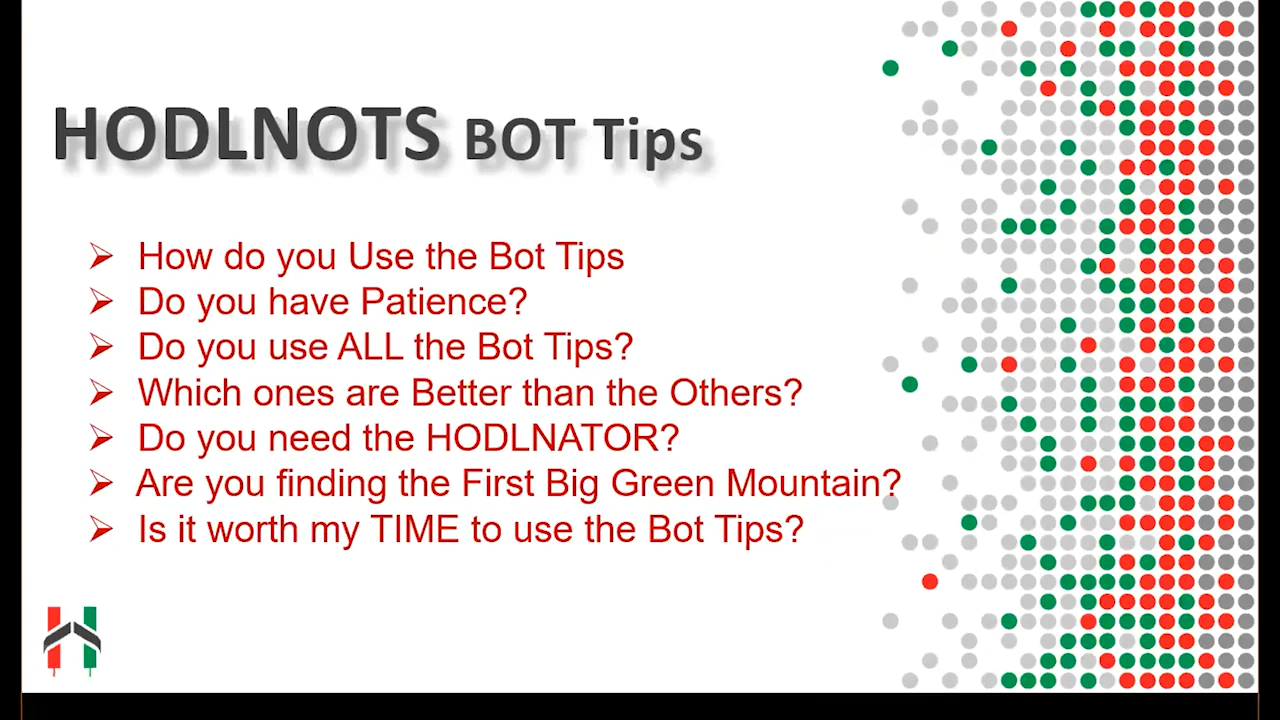 HODLNOTS BOT Tips
How do you Use the Bot Tips
Do you have Patience?
Do you use ALL the Bot Tips?
Which ones are Better than the Others?
Do you need the HODLNATOR?
Are you finding the First Big Green Mountain?
Is it worth my TIME to use the Bot Tips?